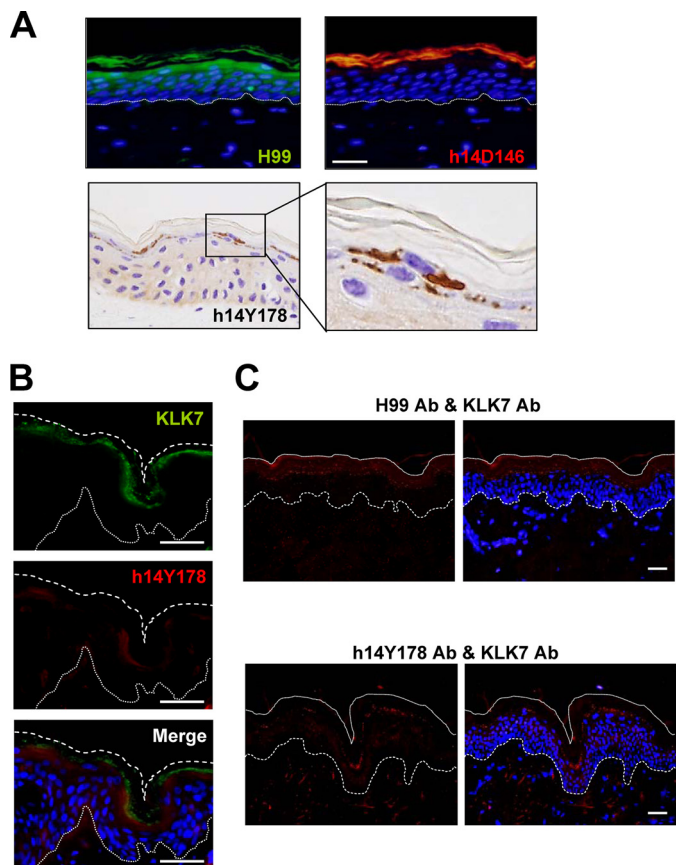 A
H99
h14D146
h14Y178
B
KLK7
h14Y178
Merge
C
H99 Ab & KLK7 Ab
h14Y178 Ab & KLK7 Ab